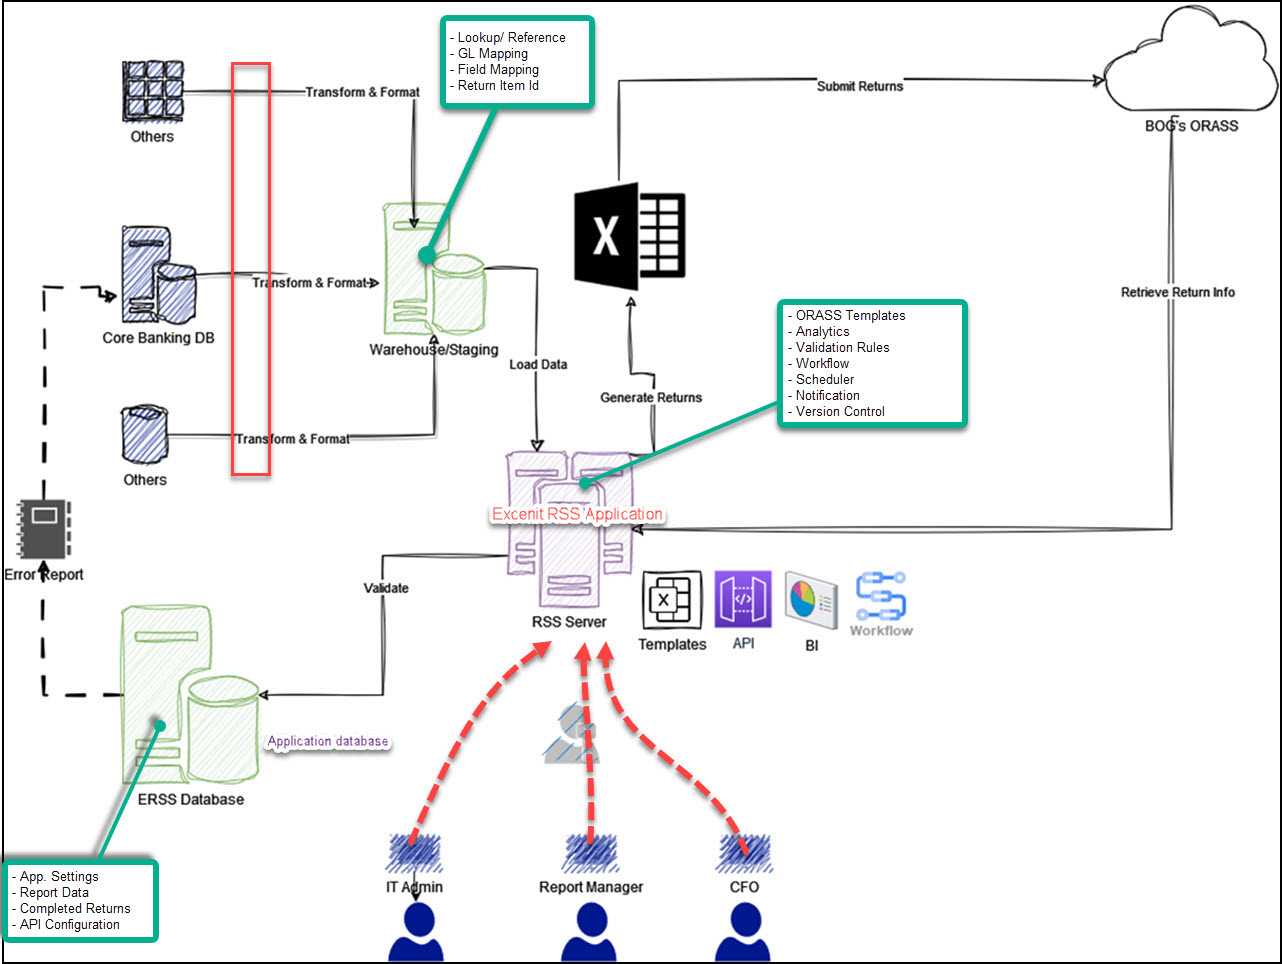 - Lookup/ Reference
- GL Mapping
- Field Mapping
- Return Item Id
Transform & Format
Submit Returns
Others
BOG's ORASS
Transform & Format
Retrieve Return Info
Core Banking DB
Warehouse/Staging
X
- ORASS Templates
- Analytics
- Validation Rules
- Workflow
- Scheduler
- Notification
- Version Control
Load Data
Generate Returns
Transform & Format
Others
Excenit RSS Application
Error Report
Validate
RSS Server
X
Templates
</>
API
BI
Workflow
Application database
ERSS Database
- App. Settings
- Report Data
- Completed Returns
- API Configuration
IT Admin
Report Manager
CFO